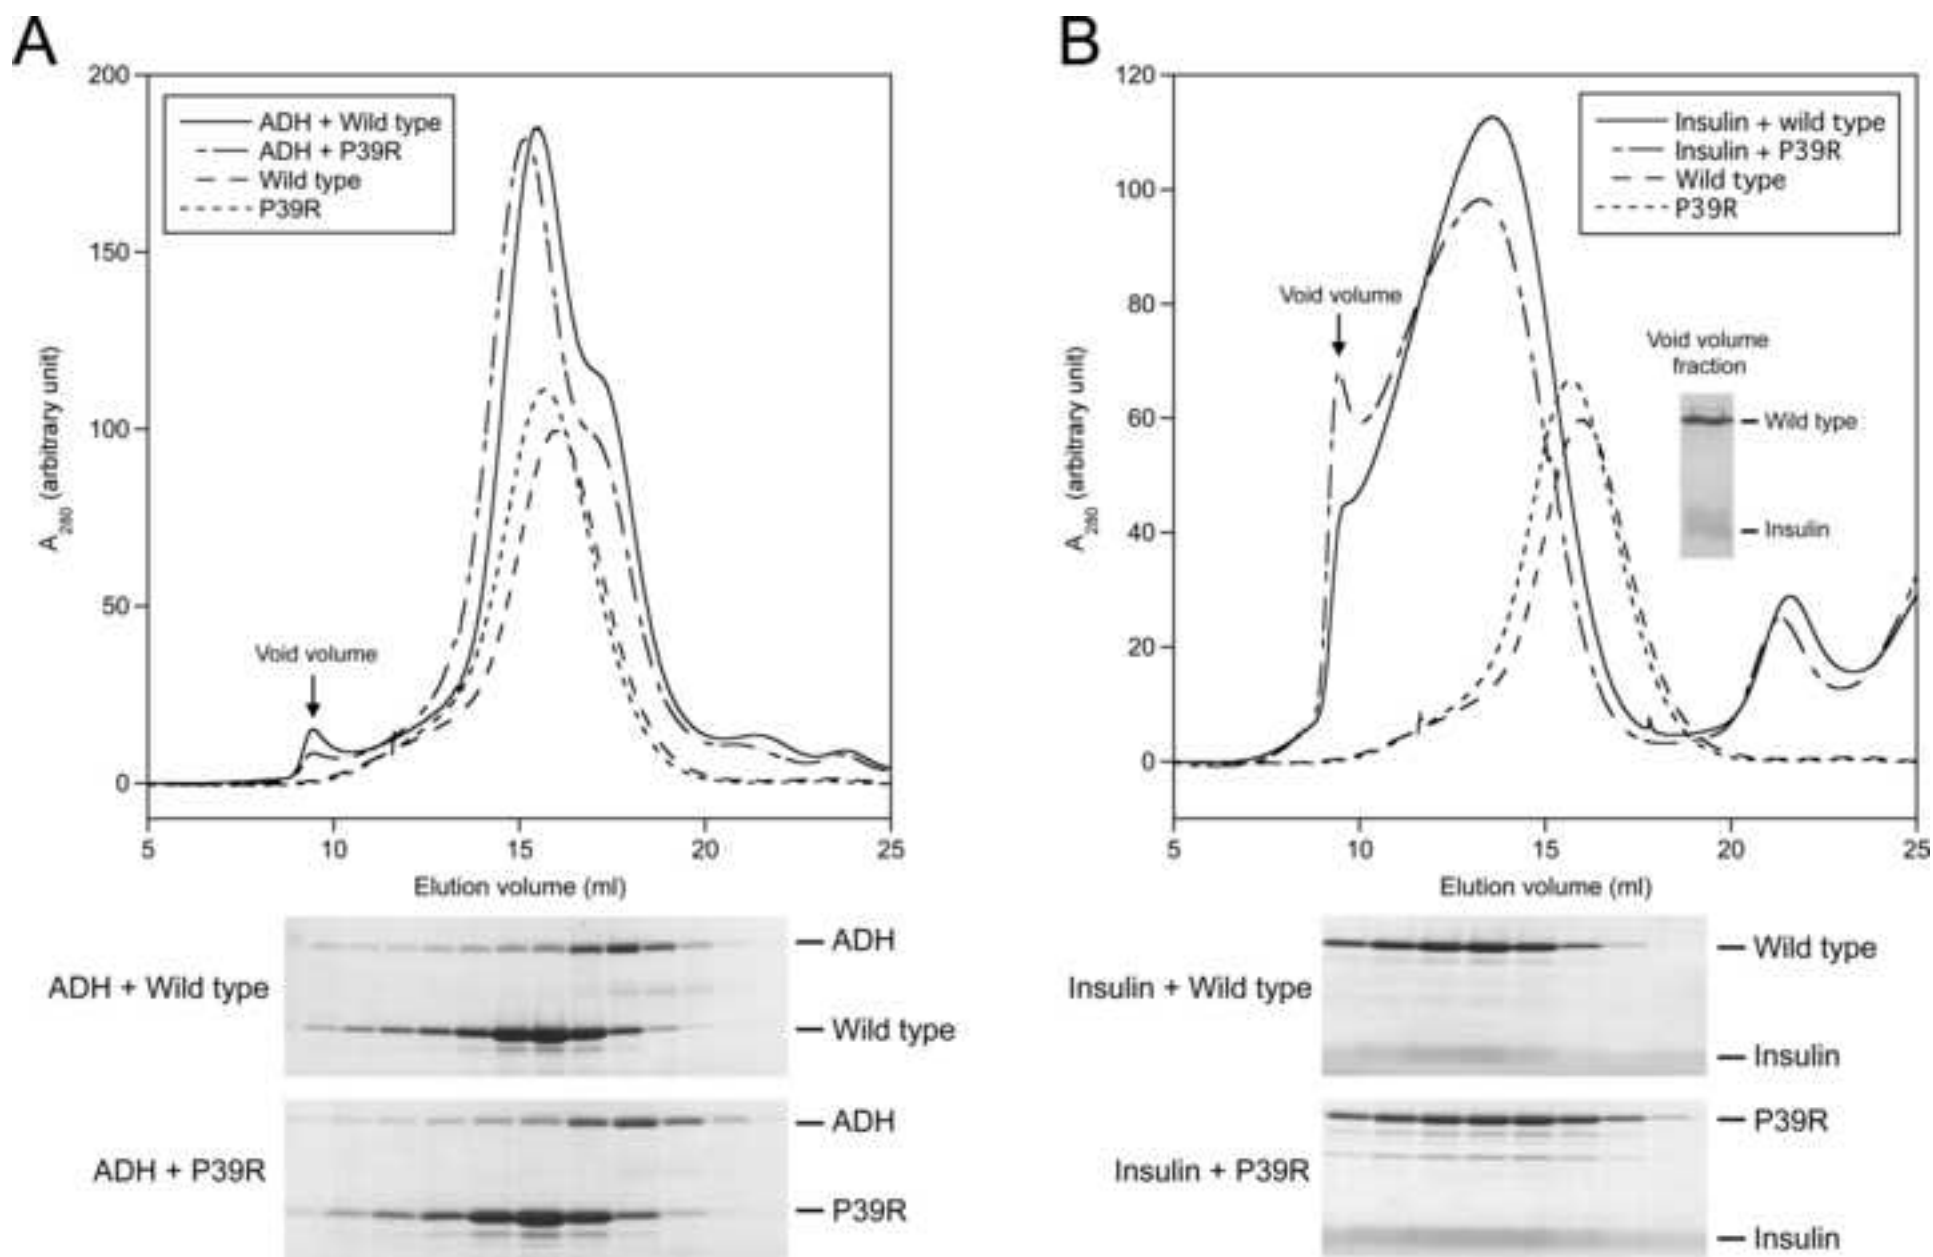 A
200
150
100
50
0
5
10
15
20
25
A280 (arbitrary unit)
Elution volume (ml)
ADH + Wild type
ADH + P39R
Wild type
P39R
Void volume
ADH + Wild type
ADH
Wild type
ADH + P39R
ADH
P39R
B
120
100
80
60
40
20
0
5
10
15
20
25
A280 (arbitrary unit)
Elution volume (ml)
Insulin + wild type
Insulin + P39R
Wild type
P39R
Void volume
Void volume
fraction
Wild type
Insulin
Insulin + Wild type
Wild type
Insulin
Insulin + P39R
P39R
Insulin